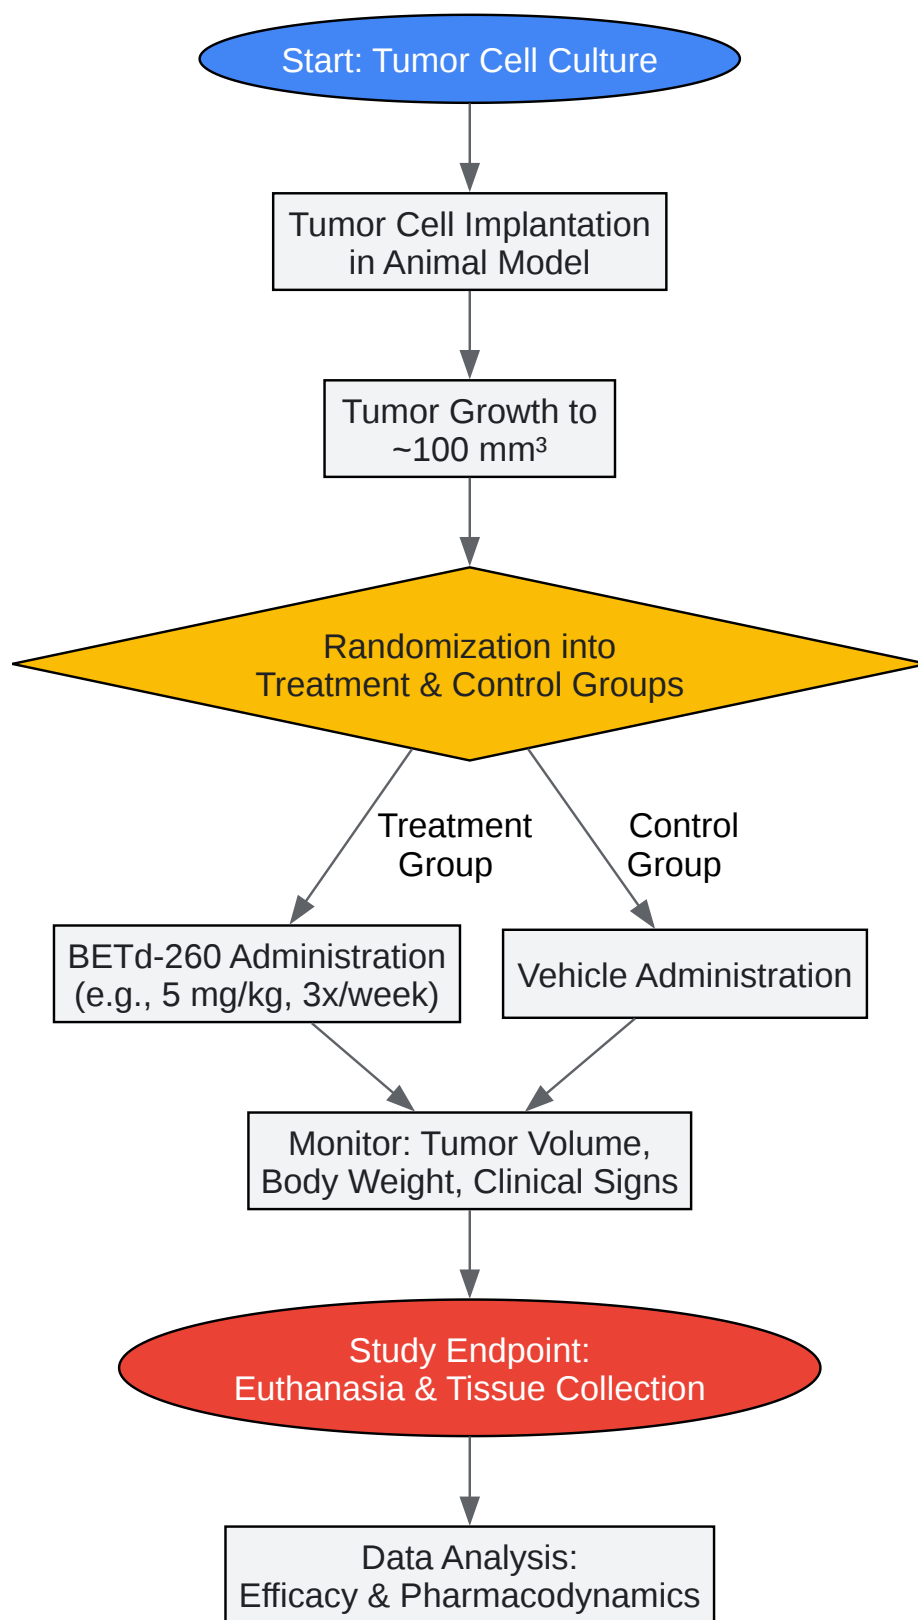 Start: Tumor Cell Culture
Tumor Cell Implantation
in Animal Model
Tumor Growth to
~100 mm³
Randomization into
Treatment & Control Groups
Treatment
Group
Control
Group
BETd-260 Administration
(e.g., 5 mg/kg, 3x/week)
Vehicle Administration
Monitor: Tumor Volume,
Body Weight, Clinical Signs
Study Endpoint:
Euthanasia & Tissue Collection
Data Analysis:
Efficacy & Pharmacodynamics